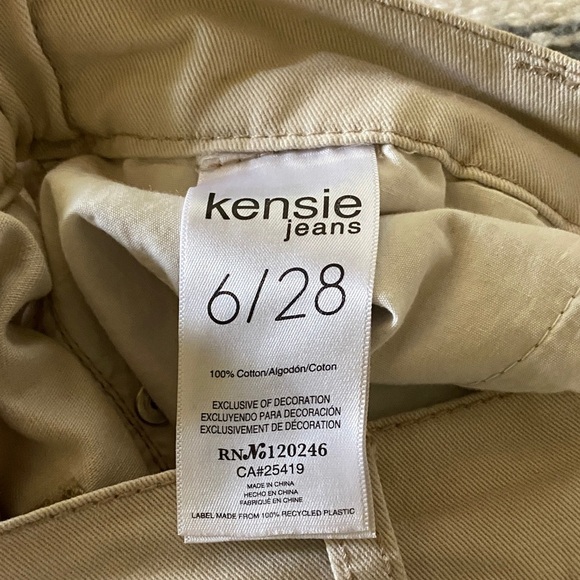 kensie
jeans
6/28
100% Cotton/Algodón/Coton
EXCLUSIVE OF DECORATION
EXCLUYENDO PARA DECORACIÓN
EXCLUSIVEMENT DE DÉCORATION
RN№120246
CA#25419
MADE IN CHINA
HECHO EN CHINA
FABRIQUÉ EN CHINE
LABEL MADE FROM 100% RECYCLED PLASTIC